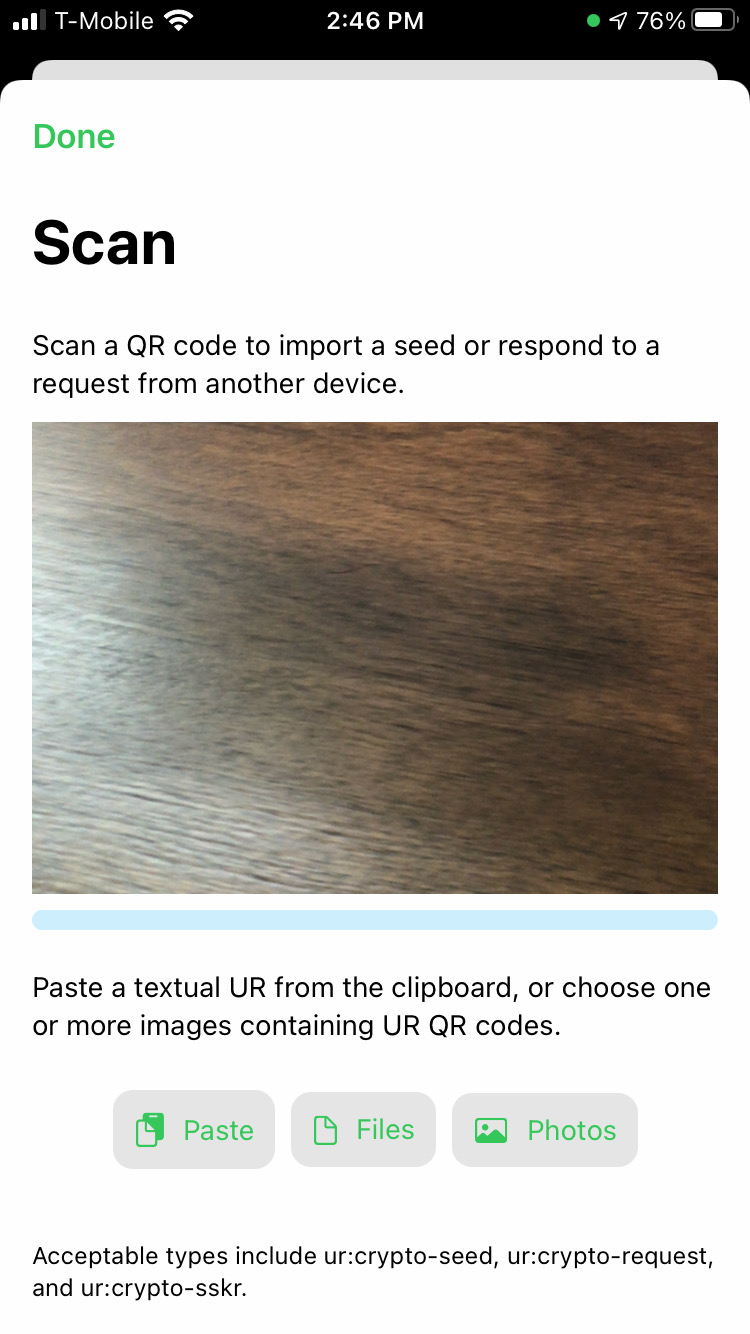 T-Mobile 2:46 PM 76%
Done
Scan
Scan a QR code to import a seed or respond to a
request from another device.
Paste a textual UR from the clipboard, or choose one
or more images containing UR QR codes.
Paste Files Photos
Acceptable types include ur:crypto-seed, ur:crypto-request,
and ur:crypto-sskr.